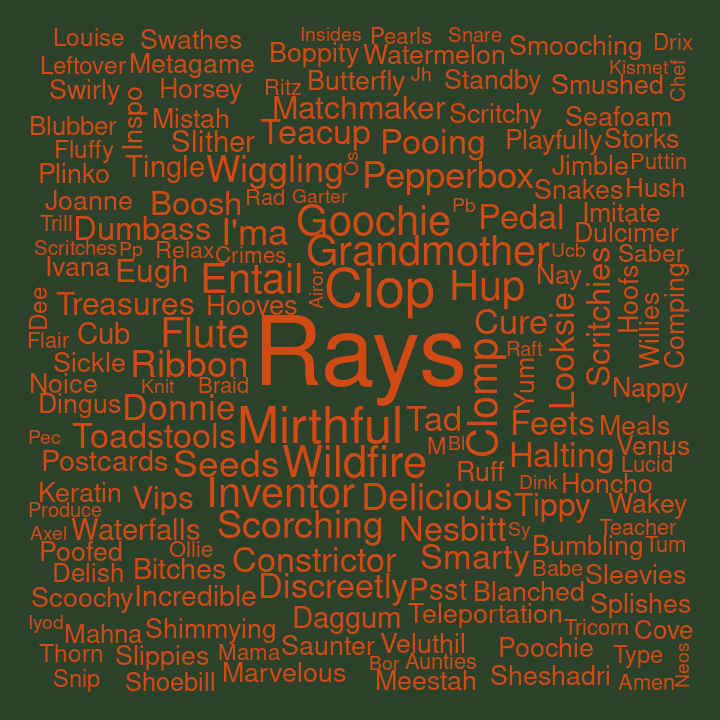 Louise
Swathes
Insides
Pearls
Snare
Smooching
Drix
Leftover
Metagame
Boppity
Watermelon
Kismet
Chef
Swirly
Horsey
Ritz
Butterfly
Jh
Standby
Smushed
Inspo
Mistah
Matchmaker
Scritchy
Seafoam
Blubber
Slither
Teacup
Pooing
Playfully
Storks
Fluffy
Plinko
Tingle
Wiggling
Os
Pepperbox
Jimble
Puttin
Snakes
Hush
Joanne
Boosh
Rad
Garter
Goochie
Pb
Pedal
Imitate
Trill
Dumbass
I'ma
Dulcimer
Scritches
Pp
Relax
Crimes
Grandmother
Ucb
Saber
Ivana
Eugh
Entail
Airor
Clop
Hup
Nay
Scritchies
Hoofs
Willies
Comping
Dee
Treasures
Hooves
Flair
Cub
Flute
Rays
Cure
Looksie
Raft
Sickle
Ribbon
Clomp
Yum
Noice
Knit
Braid
Nappy
Dingus
Donnie
Mirthful
Tad
Feets
Meals
Pec
Toadstools
M
Bl
Venus
Postcards
Seeds
Wildfire
Ruff
Halting
Lucid
Keratin
Vips
Inventor
Delicious
Dink
Honcho
Produce
Tippy
Wakey
Axel
Waterfalls
Scorching
Nesbitt
Sy
Teacher
Poofed
Ollie
Bumbling
Tum
Delish
Bitches
Constrictor
Smarty
Babe
Sleevies
Scoochy
Incredible
Discreetly
Psst
Blanched
Splishes
Iyod
Mahna
Shimmying
Daggum
Teleportation
Tricorn
Cove
Thorn
Slippies
Mama
Saunter
Veluthil
Poochie
Type
Neos
Snip
Shoebill
Marvelous
Bor
Aunties
Meestah
Sheshadri
Amen